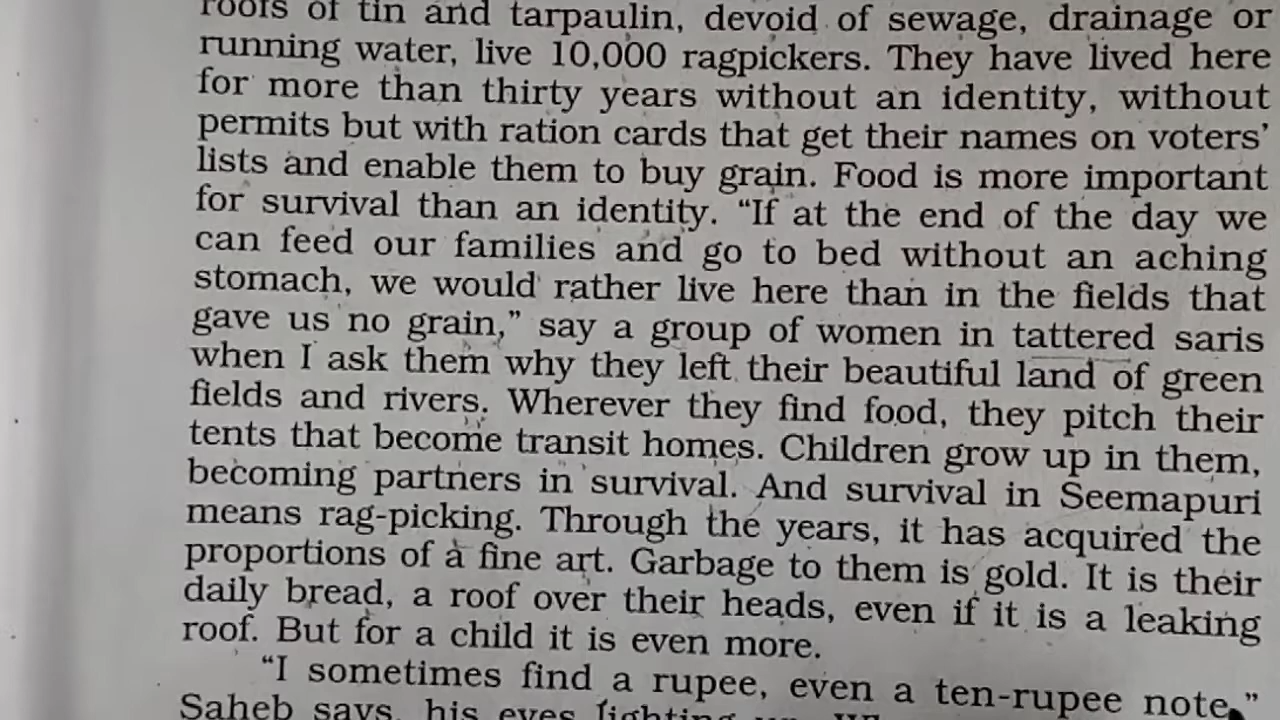 roofs of tin and tarpaulin, devoid of sewage, drainage or
running water, live 10,000 ragpickers. They have lived here
for more than thirty years without an identity, without
permits but with ration cards that get their names on voters’
lists and enable them to buy grain. Food is more important
for survival than an identity. “If at the end of the day we
can feed our families and go to bed without an aching
stomach, we would rather live here than in the fields that
gave us no grain,” say a group of women in tattered saris
when I ask them why they left their beautiful land of green
fields and rivers. Wherever they find food, they pitch their
tents that become transit homes. Children grow up in them,
becoming partners in survival. And survival in Seemapuri
means rag-picking. Through the years, it has acquired the
proportions of a fine art. Garbage to them is gold. It is their
daily bread, a roof over their heads, even if it is a leaking
roof. But for a child it is even more.
“I sometimes find a rupee, even a ten-rupee note,”
Saheb says, his eyes lighting up.